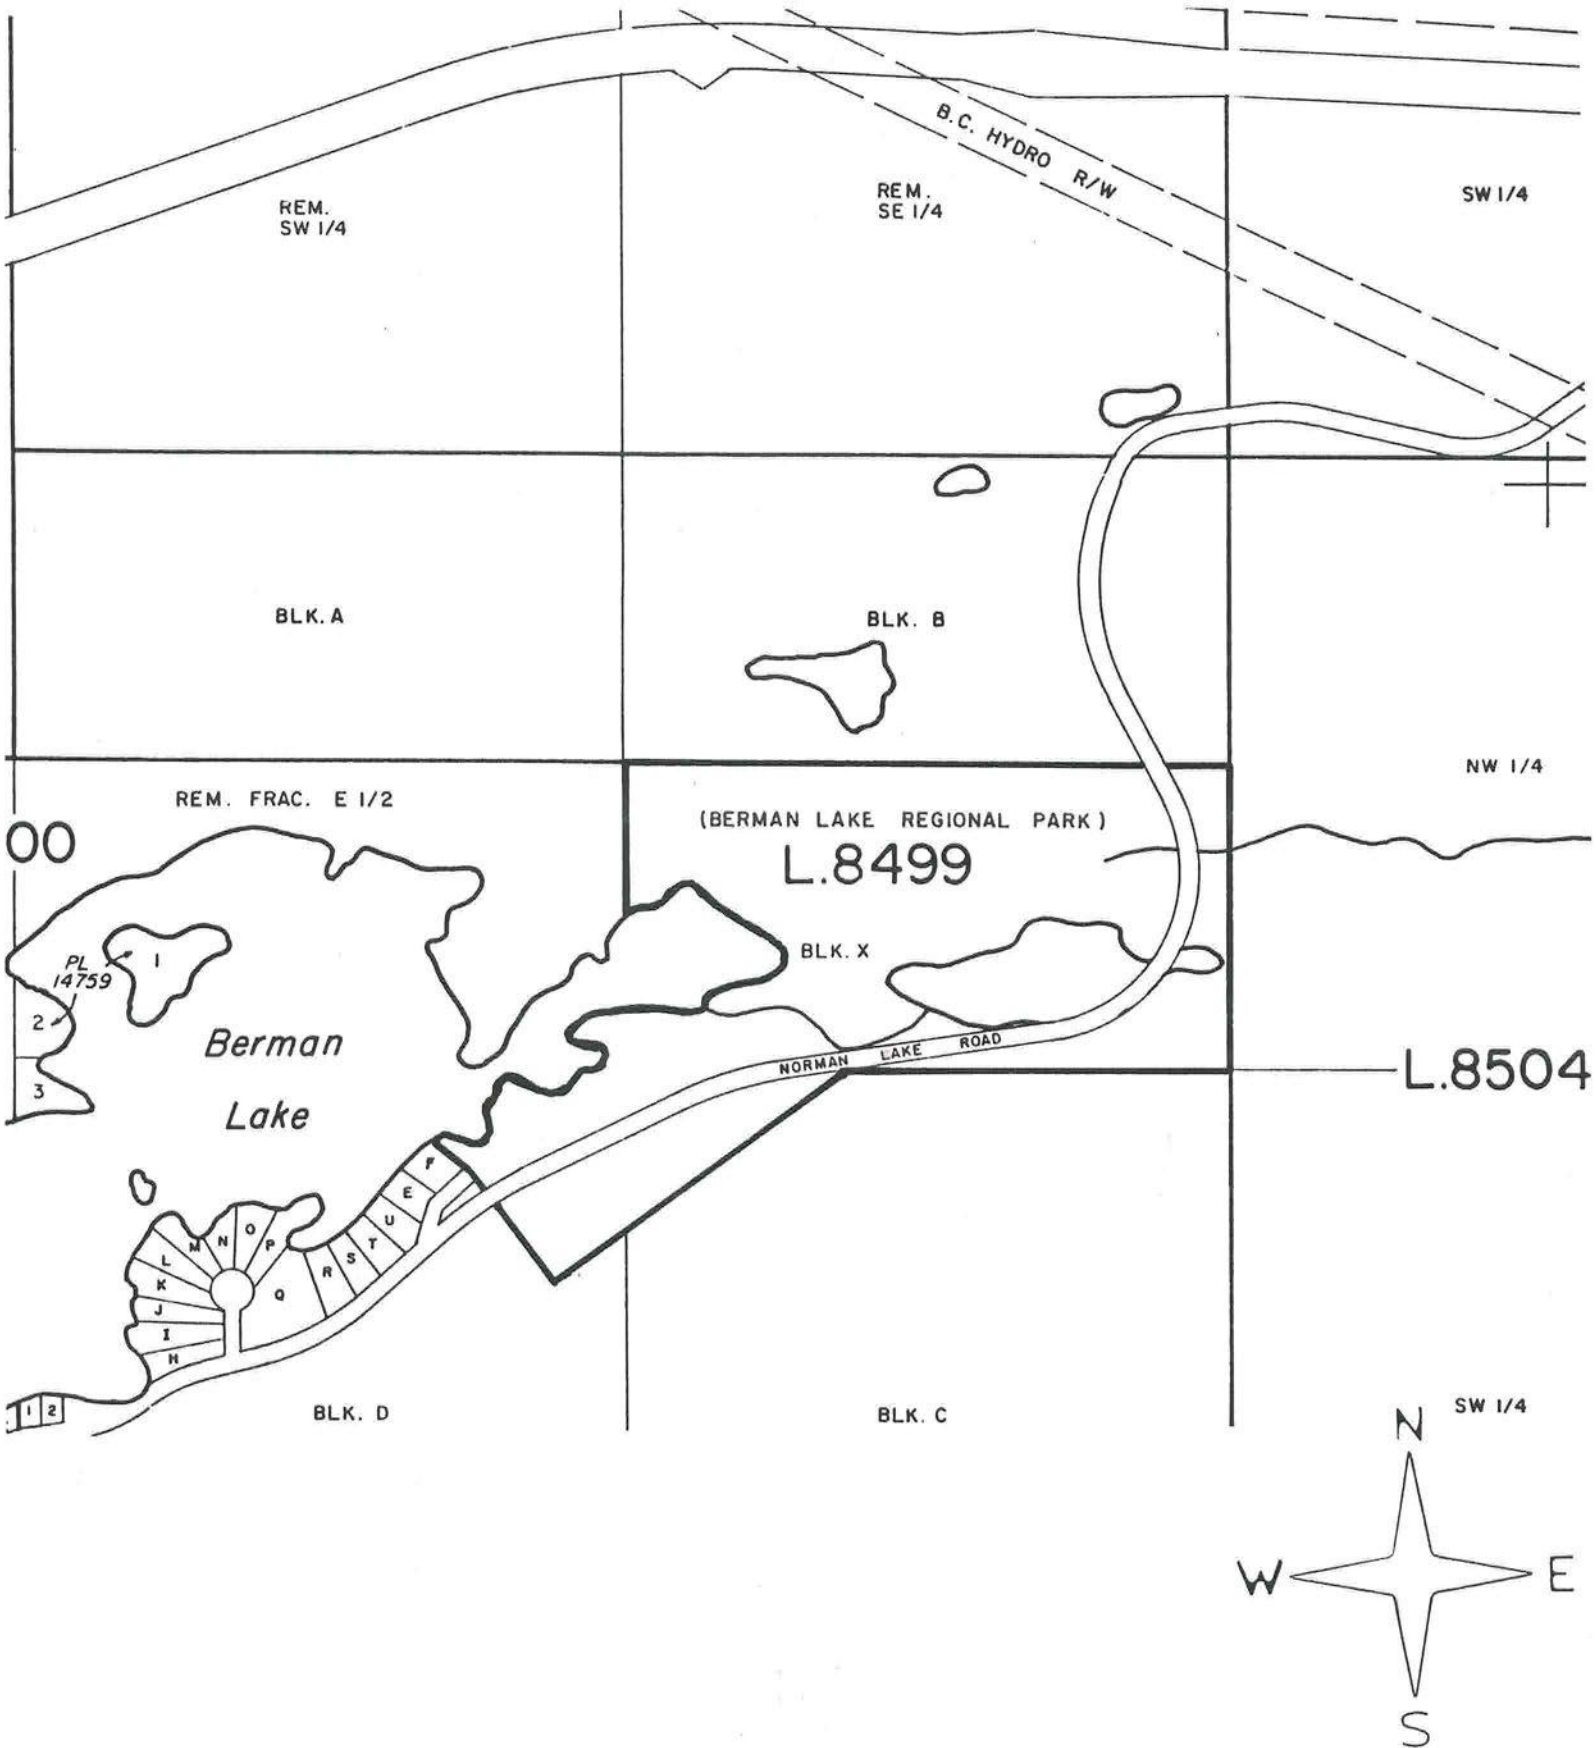 B.C. HYDRO R/W
REM.
SW 1/4
REM.
SE 1/4
SW 1/4
BLK. A
BLK. B
NW 1/4
REM. FRAC. E 1/2
(BERMAN LAKE REGIONAL PARK)
00
L.8499
BLK. X
PL
14759
1
2
3
Berman
Lake
NORMAN LAKE ROAD
L.8504
F
E
U
T
S
R
Q
P
O
N
M
L
K
J
I
H
1 2
BLK. D
BLK. C
SW 1/4
N
W
E
S